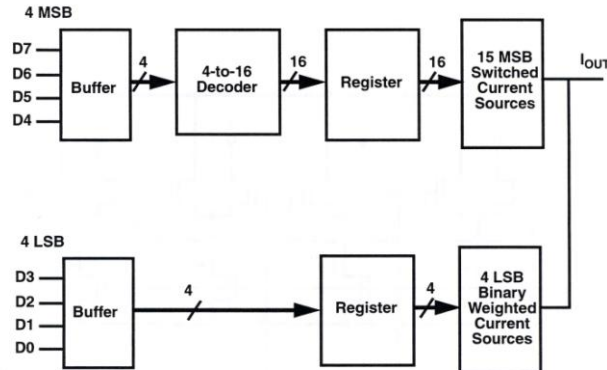 4 MSB
D7
D6
D5
D4
Buffer
4
4-to-16
Decoder
16
Register
16
15 MSB
Switched
Current
Sources
IOUT
4 LSB
D3
D2
D1
D0
Buffer
4
Register
4
4 LSB
Binary
Weighted
Current
Sources